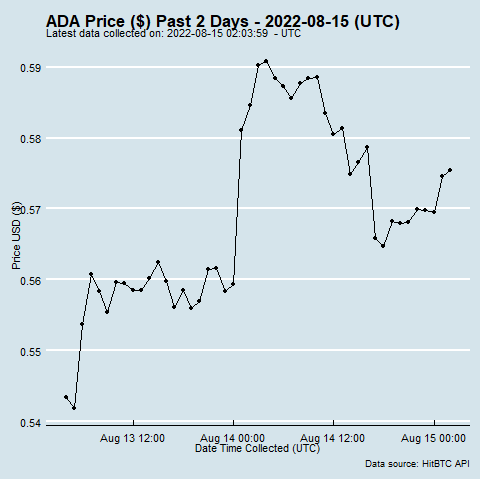 ADA Price ($) Past 2 Days - 2022-08-15 (UTC)
Latest data collected on: 2022-08-15 02:03:59 - UTC
0.59
0.58
0.57
0.56
0.55
0.54
Price USD ($)
Aug 13 12:00
Aug 14 00:00
Aug 14 12:00
Aug 15 00:00
Date Time Collected (UTC)
Data source: HitBTC API